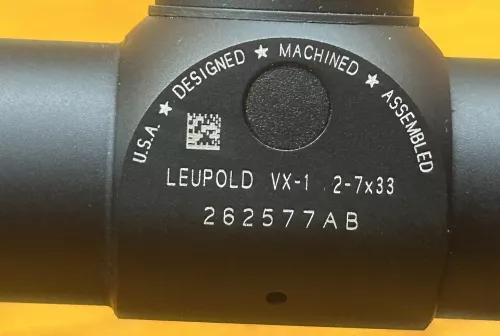 U.S.A. ★ DESIGNED ★ MACHINED ★ ASSEMBLED
LEUPOLD VX-1 2-7x33
262577AB